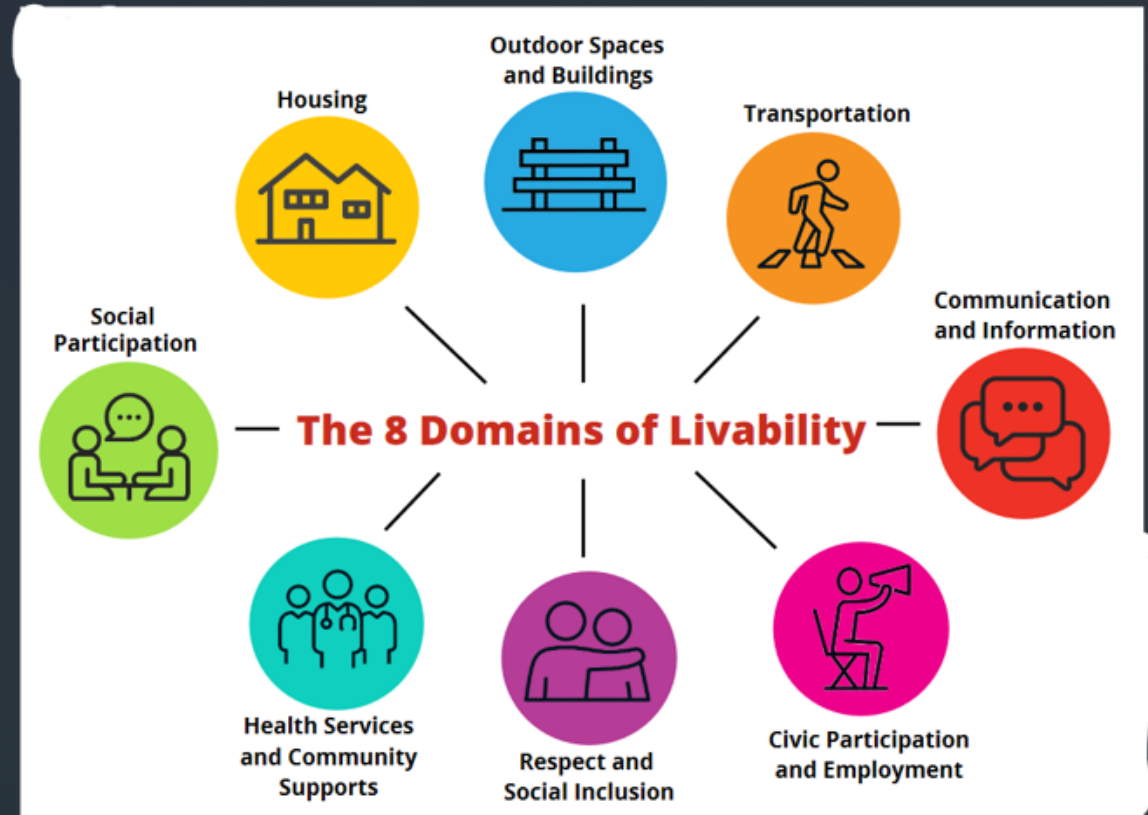 Outdoor Spaces
and Buildings
Housing
Transportation
Communication
and Information
Social
Participation
The 8 Domains of Livability
Health Services
and Community
Supports
Respect and
Social Inclusion
Civic Participation
and Employment